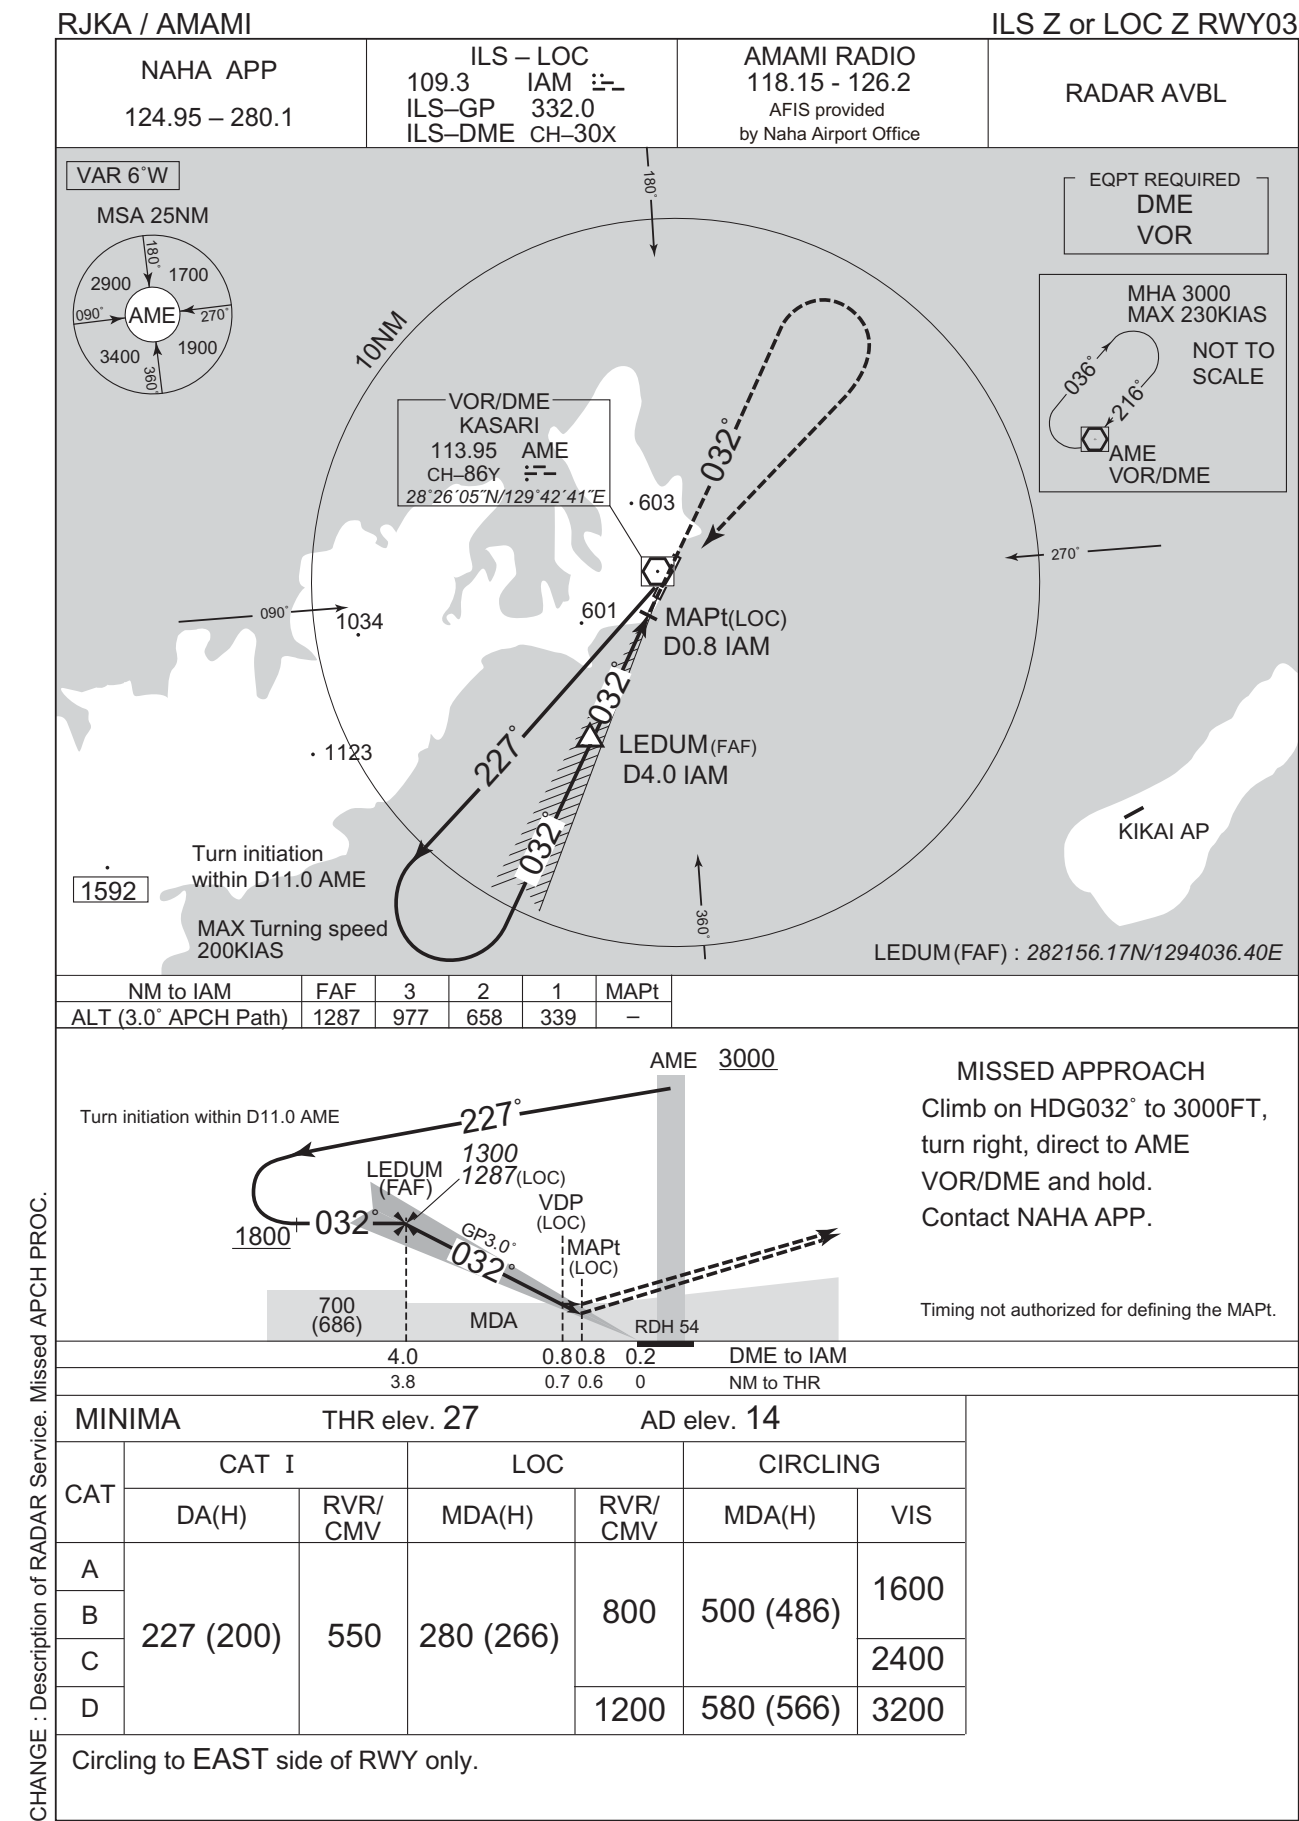 RJKA / AMAMI
ILS Z or LOC Z RWY03
NAHA APP
124.95 – 280.1
ILS – LOC
109.3 IAM
ILS–GP 332.0
ILS–DME CH–30X
AMAMI RADIO
118.15 - 126.2
AFIS provided
by Naha Airport Office
RADAR AVBL
VAR 6°W
MSA 25NM
180°
2900
1700
090°
AME
270°
3400
1900
360°
180°
EQPT REQUIRED
DME
VOR
MHA 3000
MAX 230KIAS
NOT TO
SCALE
036°
216°
AME
VOR/DME
10NM
VOR/DME
KASARI
113.95 AME
CH–86Y
28°26´05˝N/129°42´41˝E
032°
603
270°
090°
1034
601
MAPt(LOC)
D0.8 IAM
032°
LEDUM(FAF)
D4.0 IAM
227°
1123
032°
KIKAI AP
Turn initiation
within D11.0 AME
1592
MAX Turning speed
200KIAS
360°
LEDUM(FAF) : 282156.17N/1294036.40E
NM to IAM FAF 3 2 1 MAPt
ALT (3.0° APCH Path) 1287 977 658 339 –
AME 3000
Turn initiation within D11.0 AME
227°
1300
1287(LOC)
LEDUM
(FAF)
VDP
(LOC)
1800
032°
GP3.0°
032°
MAPt
(LOC)
700
(686)
MDA
RDH 54
MISSED APPROACH
Climb on HDG032° to 3000FT,
turn right, direct to AME
VOR/DME and hold.
Contact NAHA APP.
Timing not authorized for defining the MAPt.
4.0 0.8 0.8 0.2 DME to IAM
3.8 0.7 0.6 0 NM to THR
MINIMA THR elev. 27 AD elev. 14
CAT
CAT I LOC CIRCLING
DA(H) RVR/CMV MDA(H) RVR/CMV MDA(H) VIS
A
B
C
D
227 (200)
550
280 (266)
800
1200
500 (486)
580 (566)
1600
2400
3200
Circling to EAST side of RWY only.
CHANGE : Description of RADAR Service. Missed APCH PROC.